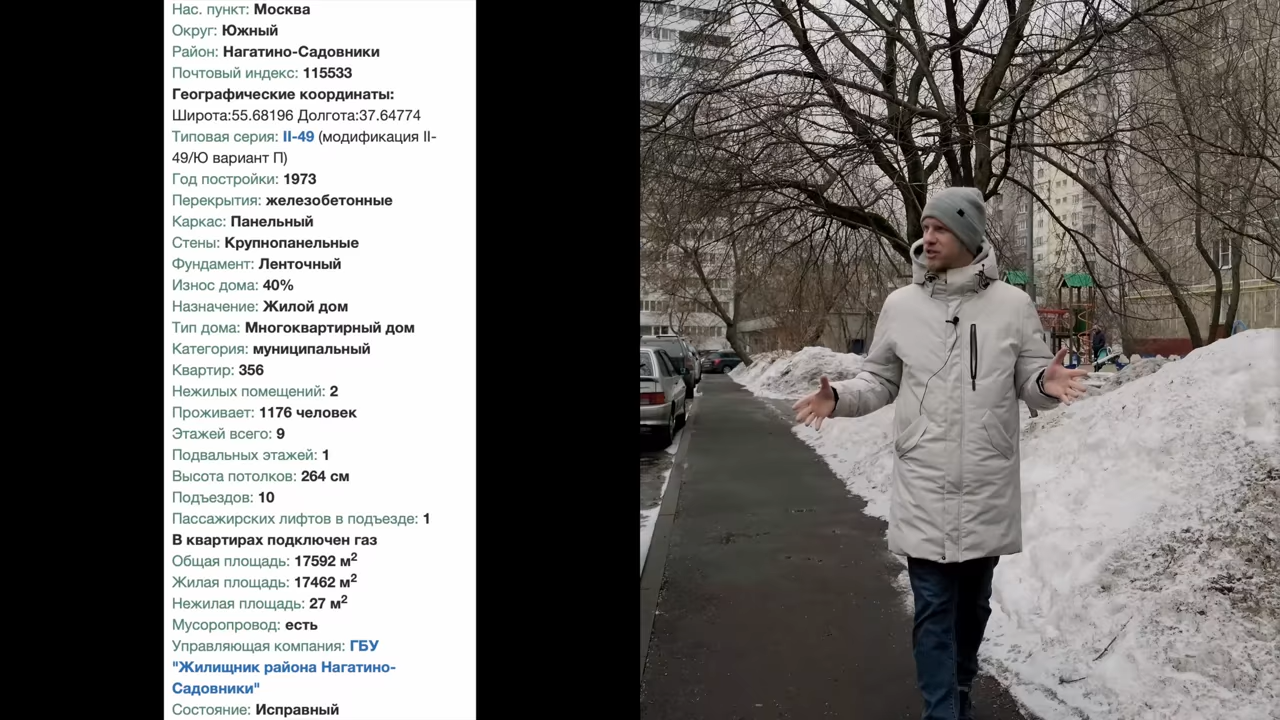 Нас. пункт: Москва
Округ: Южный
Район: Нагатино-Садовники
Почтовый индекс: 115533
Географические координаты:
Широта:55.68196 Долгота:37.64774
Типовая серия: II-49 (модификация II-
49/Ю вариант П)
Год постройки: 1973
Перекрытия: железобетонные
Каркас: Панельный
Стены: Крупнопанельные
Фундамент: Ленточный
Износ дома: 40%
Назначение: Жилой дом
Тип дома: Многоквартирный дом
Категория: муниципальный
Квартир: 356
Нежилых помещений: 2
Проживает: 1176 человек
Этажей всего: 9
Подвальных этажей: 1
Высота потолков: 264 см
Подъездов: 10
Пассажирских лифтов в подъезде: 1
В квартирах подключен газ
Общая площадь: 17592 м²
Жилая площадь: 17462 м²
Нежилая площадь: 27 м²
Мусоропровод: есть
Управляющая компания: ГБУ
"Жилищник района Нагатино-
Садовники"
Состояние: Исправный